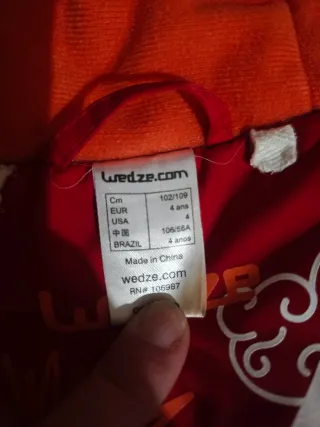 wedze.com
Cm 102/109
EUR 4 ans
USA 4
中国 106/56A
BRAZIL 4 anos
Made in China
wedze.com
RN# 106987
wedze